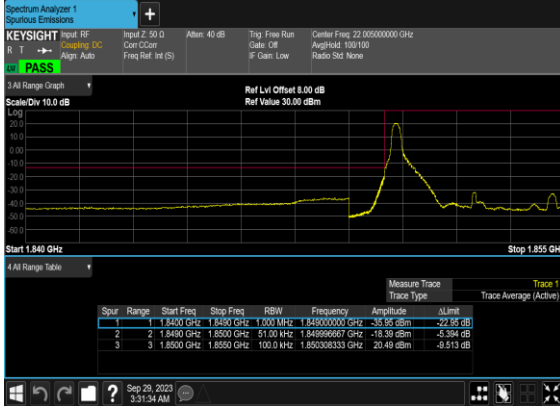 Spectrum Analyzer 1
Spurious Emissions
+
KEYSIGHT Input: RF Input Z: 50 Ω Atten: 40 dB Trig: Free Run Center Freq: 22.005000000 GHz
R T Coupling: DC Corr CCorr Gate: Off Avg|Hold: 100/100
Align: Auto Freq Ref: Int (S) IF Gain: Low Radio Std: None
PASS
3.All Range Graph
Ref Lvl Offset 8.00 dB
Scale/Div 10.0 dB Ref Value 30.00 dBm
Log
20.0
10.0
0.00
-10.0
-20.0
-30.0
-40.0
-50.0
-60.0
Start 1.840 GHz Stop 1.855 GH
4.All Range Table
Measure Trace Trace 1
Trace Type Trace Average (Active)
Spur Range Start Freq Stop Freq RBW Frequency Amplitude ΔLimit
1 1 1.8400 GHz 1.8490 GHz 1.000 MHz 1.849000000 GHz -35.95 dBm -22.95 dB
2 2 1.8490 GHz 1.8500 GHz 51.00 kHz 1.849996667 GHz -18.39 dBm -5.394 dB
3 3 1.8500 GHz 1.8550 GHz 100.0 kHz 1.850308333 GHz 20.49 dBm -9.513 dB
?
Sep 29, 2023
3:31:34 AM